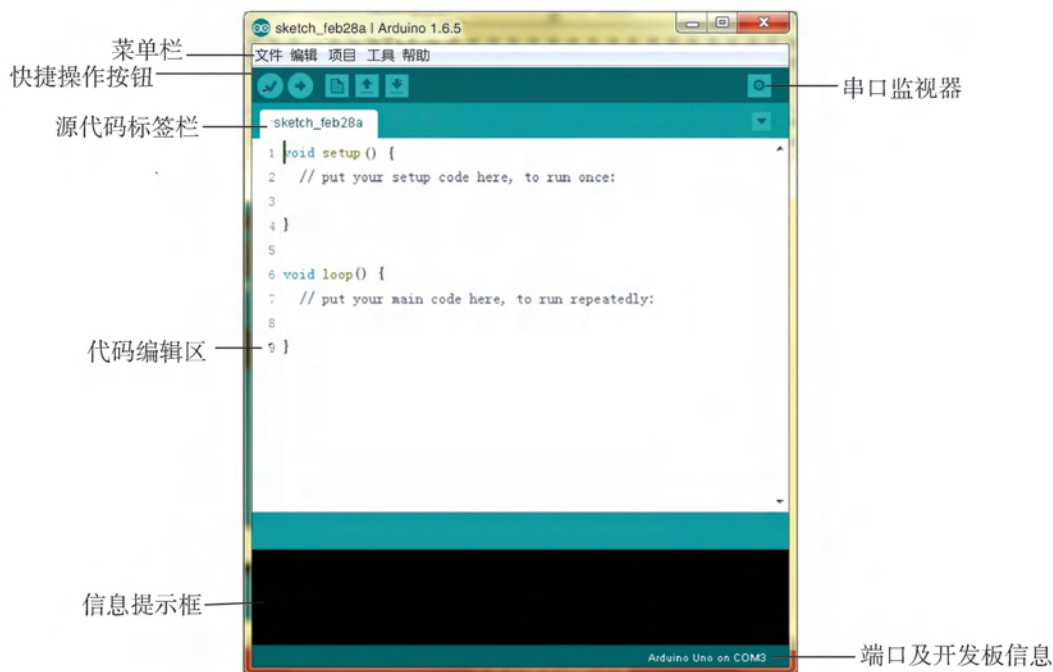 sketch_feb28a | Arduino 1.6.5
菜单栏
文件 编辑 项目 工具 帮助
快捷操作按钮
串口监视器
源代码标签栏
sketch_feb28a
1 void setup() {
2 // put your setup code here, to run once:
3
4 }
5
6 void loop() {
7 // put your main code here, to run repeatedly:
8
代码编辑区
9 }
信息提示框
Arduino Uno on COM3
端口及开发板信息